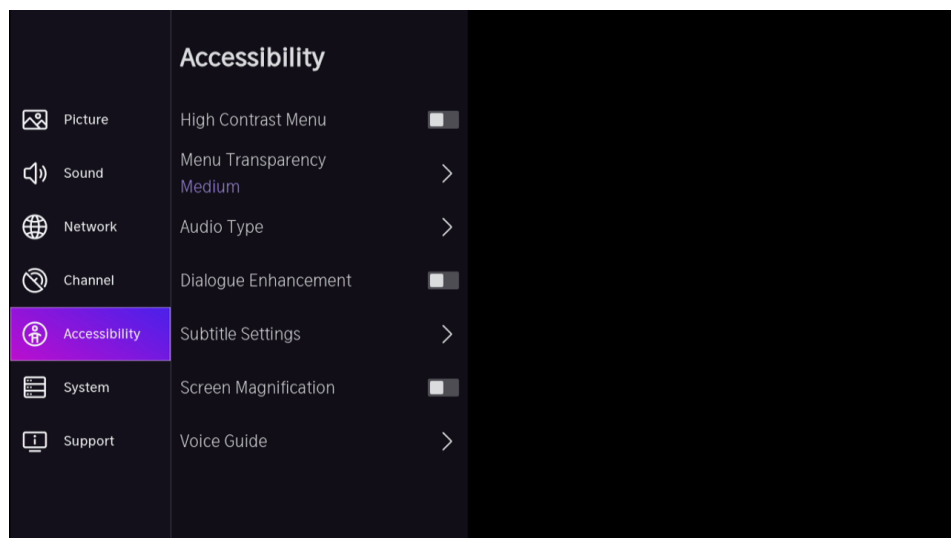 Accessibility
Picture
High Contrast Menu
Sound
Menu Transparency
Medium
Network
Audio Type
Channel
Dialogue Enhancement
Accessibility
Subtitle Settings
System
Screen Magnification
Support
Voice Guide